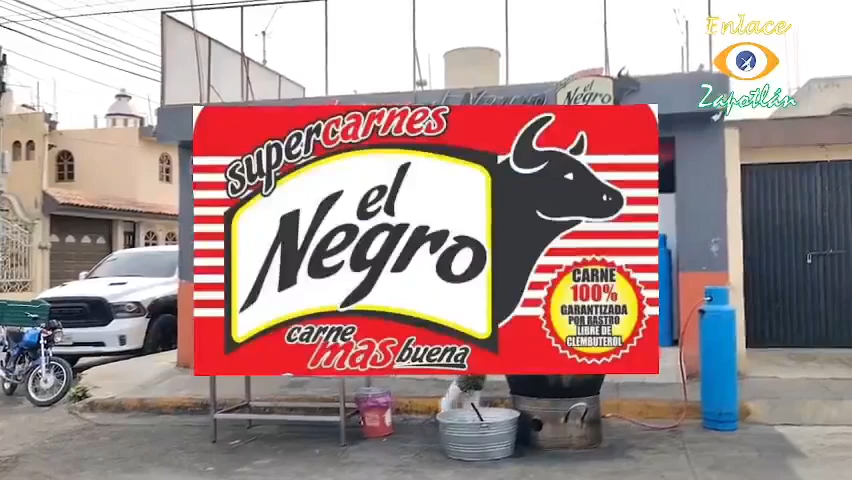 Enlace
Zapotlán
el
Negro
supercarnes
el
Negro
carne
mas buena
CARNE
100%
GARANTIZADA
POR RASTRO
LIBRE DE
CLEMBUTEROL